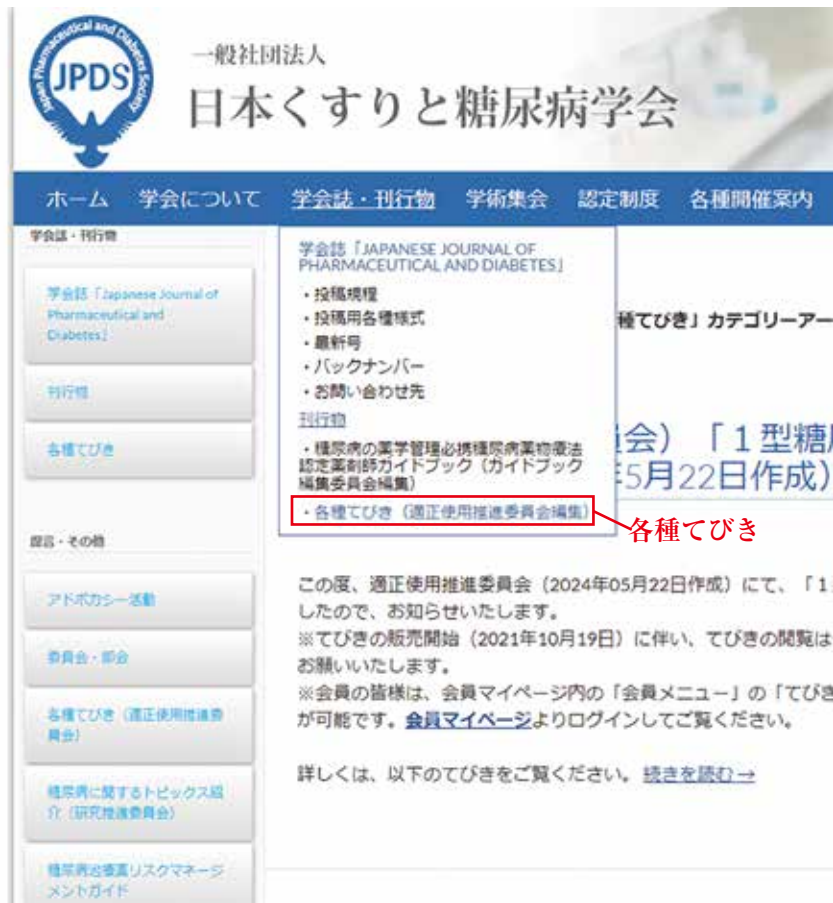 Japan Pharmaceutical and Diabetes Society
JPDS
一般社団法人
日本くすりと糖尿病学会
ホーム 学会について 学会誌・刊行物 学術集会 認定制度 各種開催案内
学会誌・刊行物
学会誌「Japanese Journal of
Pharmaceutical and
Diabetes」
刊行物
各種てびき
提言・その他
アドボカシー活動
委員会・部会
各種てびき（適正使用推進委
員会）
糖尿病に関するトピックス紹
介（研究推進委員会）
糖尿病治療薬リスクマネージ
メントガイド
学会誌「JAPANESE JOURNAL OF
PHARMACEUTICAL AND DIABETES」
・投稿規程
・投稿用各種様式
・最新号
・バックナンバー
・お問い合わせ先
刊行物
・糖尿病の薬学管理必携糖尿病薬物療法
認定薬剤師ガイドブック（ガイドブック
編集委員会編集）
・各種てびき（適正使用推進委員会編集）
各種てびき
種てびき」カテゴリーアー
員会）「１型糖
5月22日作成）
この度、適正使用推進委員会（2024年05月22日作成）にて、「１
したので、お知らせいたします。
※てびきの販売開始（2021年10月19日）に伴い、てびきの閲覧は
お願いいたします。
※会員の皆様は、会員マイページ内の「会員メニュー」の「てびき
が可能です。会員マイページよりログインしてご覧ください。
詳しくは、以下のてびきをご覧ください。 続きを読む→